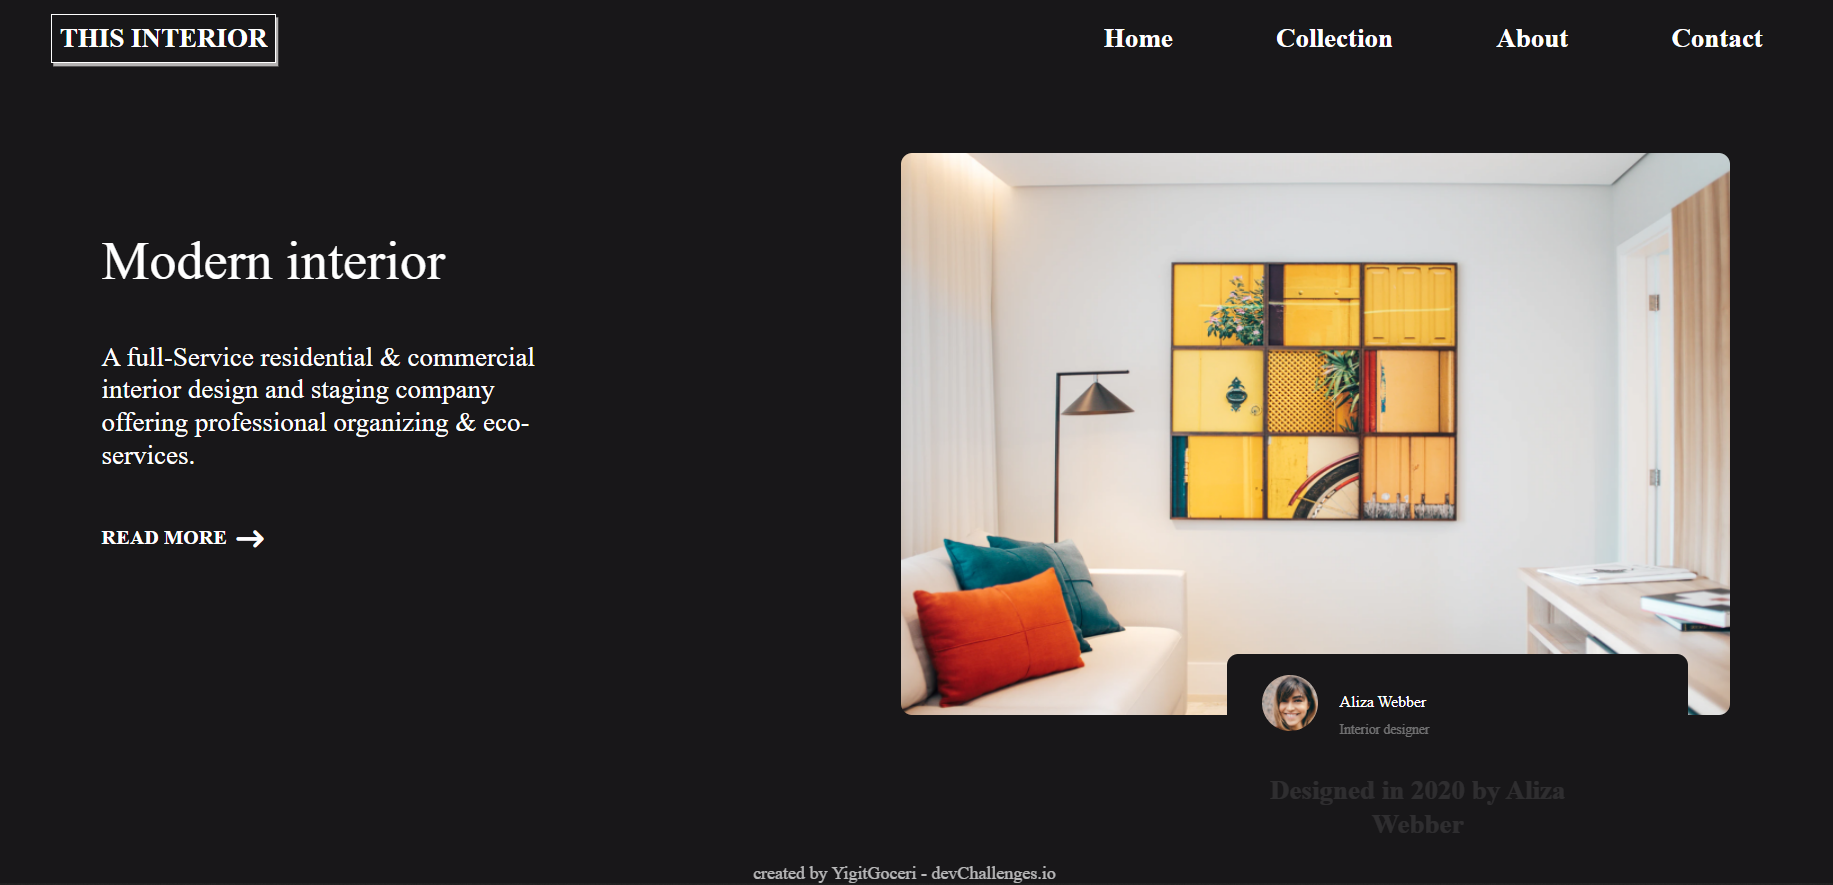 THIS INTERIOR
Home
Collection
About
Contact
Modern interior
A full-Service residential & commercial
interior design and staging company
offering professional organizing & eco-
services.
READ MORE
Aliza Webber
Interior designer
Designed in 2020 by Aliza
Webber
created by YigitGoceri - devChallenges.io